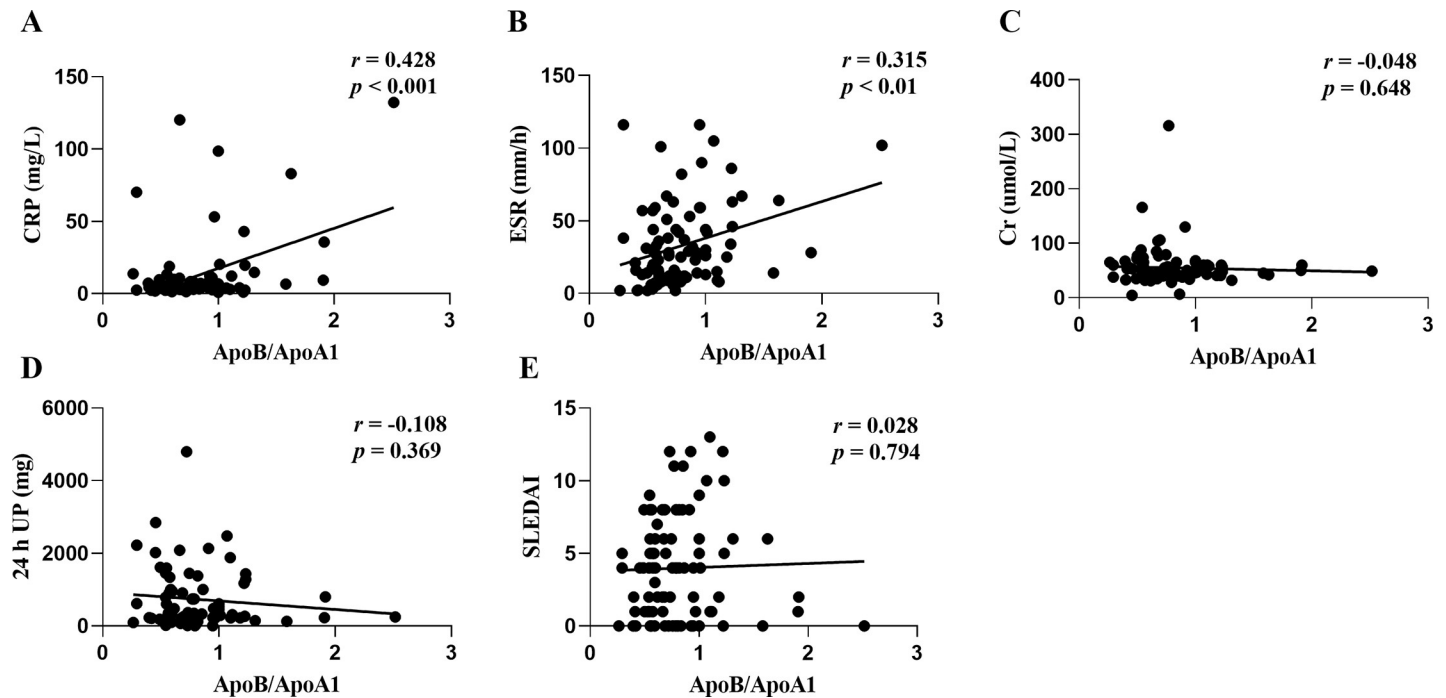 A
r = 0.428
p < 0.001
CRP (mg/L)
150
100
50
0
0 1 2 3
ApoB/ApoA1
B
r = 0.315
p < 0.01
ESR (mm/h)
150
100
50
0
0 1 2 3
ApoB/ApoA1
C
r = -0.048
p = 0.648
Cr (umol/L)
400
300
200
100
0
0 1 2 3
ApoB/ApoA1
D
r = -0.108
p = 0.369
24 h UP (mg)
6000
4000
2000
0
0 1 2 3
ApoB/ApoA1
E
r = 0.028
p = 0.794
SLEDAI
15
10
5
0
0 1 2 3
ApoB/ApoA1